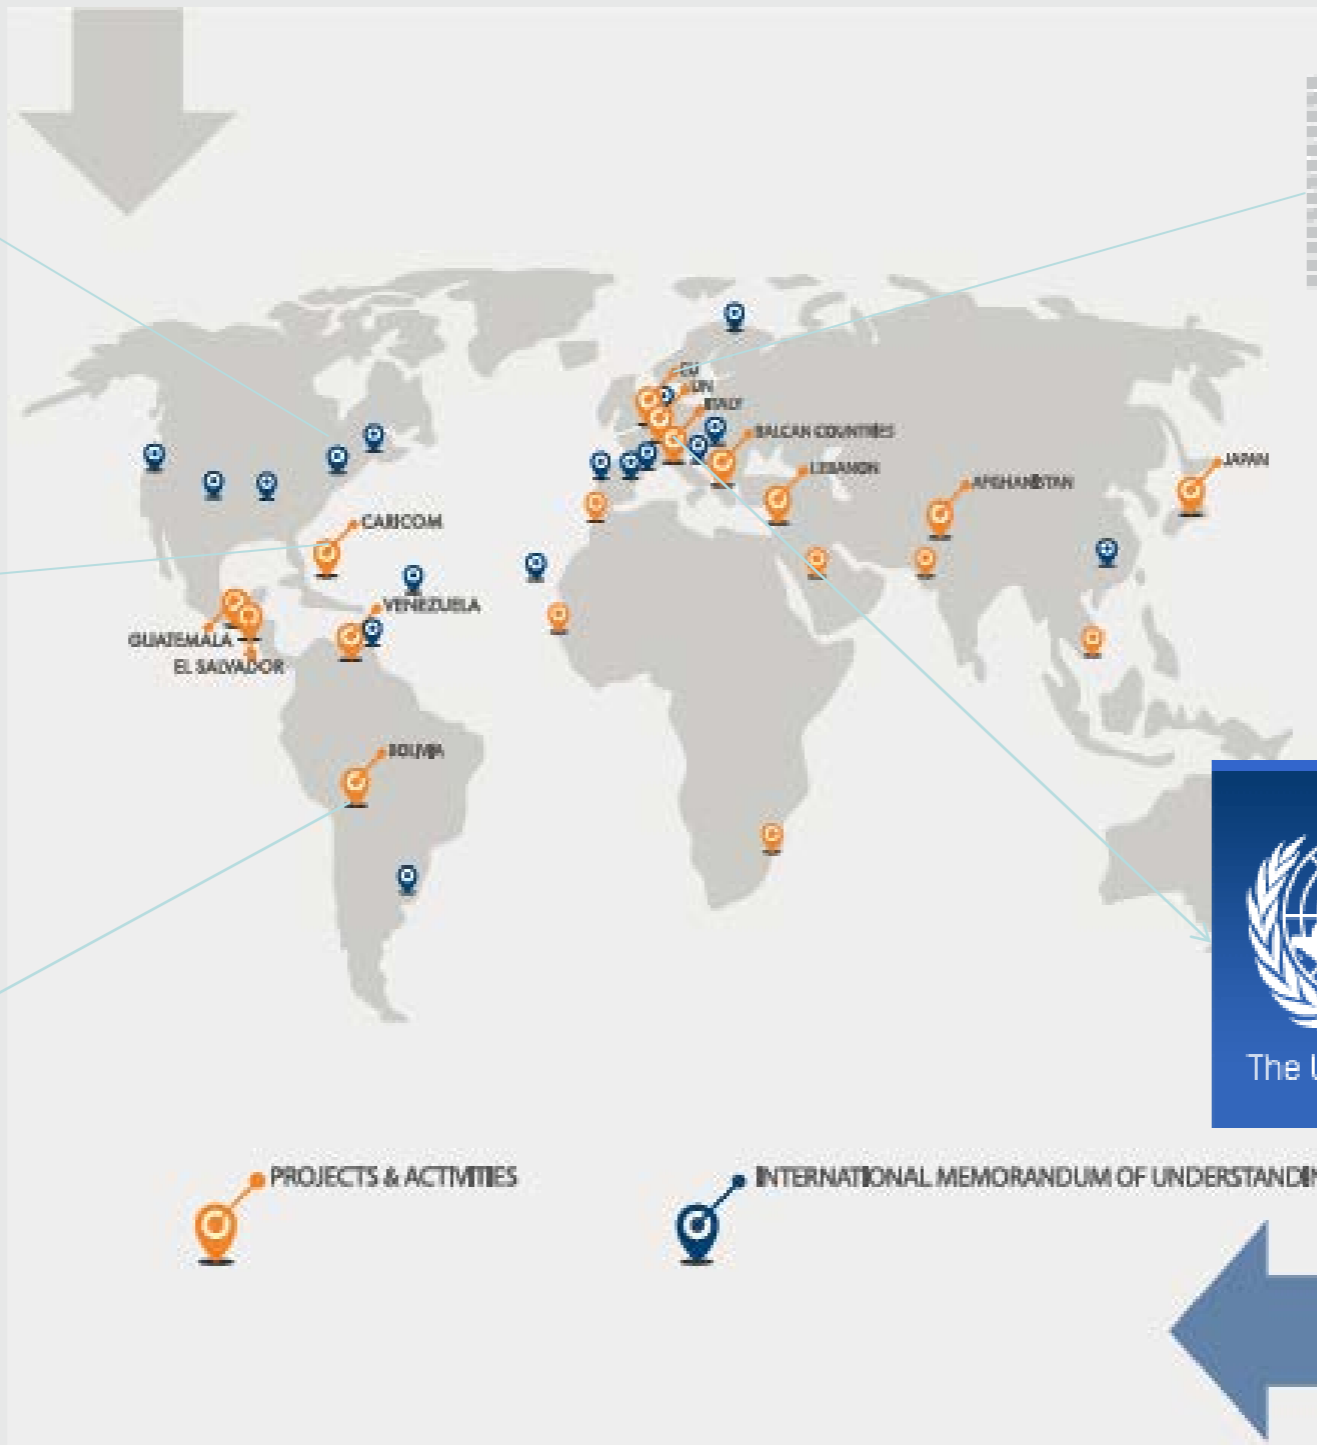 EU
UN
ITALY
BALCAN COUNTRIES
LEBANON
AFGHANISTAN
JAPAN
CARICOM
VENEZUELA
GUATEMALA
EL SALVADOR
BOLIVIA
The U
PROJECTS & ACTIVITIES
INTERNATIONAL MEMORANDUM OF UNDERSTANDIN